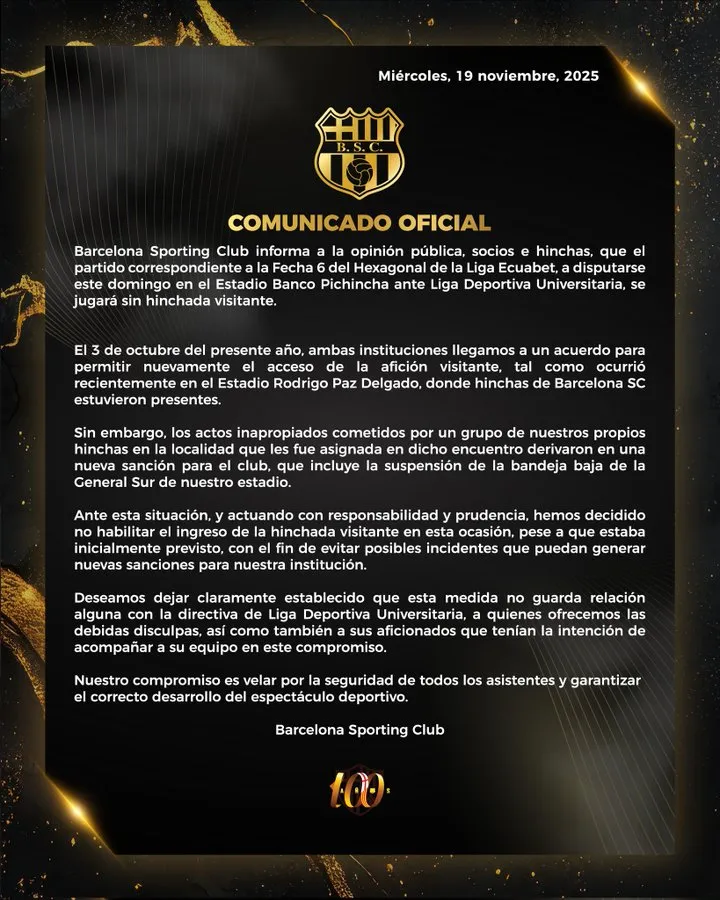 Miércoles, 19 noviembre, 2025
B. S. C.
COMUNICADO OFICIAL
Barcelona Sporting Club informa a la opinión pública, socios e hinchas, que el
partido correspondiente a la Fecha 6 del Hexagonal de la Liga Ecuabet, a disputarse
este domingo en el Estadio Banco Pichincha ante Liga Deportiva Universitaria, se
jugará sin hinchada visitante.
El 3 de octubre del presente año, ambas instituciones llegamos a un acuerdo para
permitir nuevamente el acceso de la afición visitante, tal como ocurrió
recientemente en el Estadio Rodrigo Paz Delgado, donde hinchas de Barcelona SC
estuvieron presentes.
Sin embargo, los actos inapropiados cometidos por un grupo de nuestros propios
hinchas en la localidad que les fue asignada en dicho encuentro derivaron en una
nueva sanción para el club, que incluye la suspensión de la bandeja baja de la
General Sur de nuestro estadio.
Ante esta situación, y actuando con responsabilidad y prudencia, hemos decidido
no habilitar el ingreso de la hinchada visitante en esta ocasión, pese a que estaba
inicialmente previsto, con el fin de evitar posibles incidentes que puedan generar
nuevas sanciones para nuestra institución.
Deseamos dejar claramente establecido que esta medida no guarda relación
alguna con la directiva de Liga Deportiva Universitaria, a quienes ofrecemos las
debidas disculpas, así como también a sus aficionados que tenían la intención de
acompañar a su equipo en este compromiso.
Nuestro compromiso es velar por la seguridad de todos los asistentes y garantizar
el correcto desarrollo del espectáculo deportivo.
Barcelona Sporting Club
100